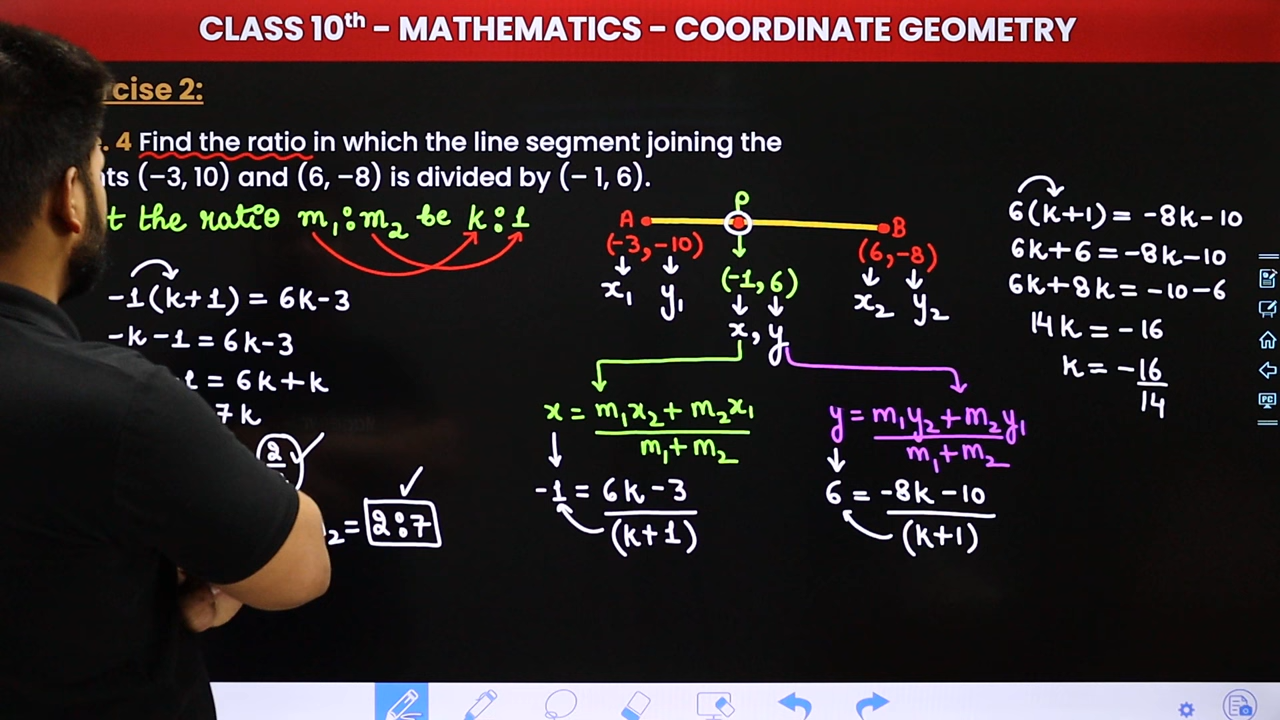 CLASS 10th – MATHEMATICS – COORDINATE GEOMETRY
rcise 2:
. 4 Find the ratio in which the line segment joining the
ts (−3, 10) and (6, −8) is divided by (− 1, 6).
t the ratio m₁:m₂ be k:1
-1(k+1) = 6k-3
-k-1 = 6k-3
= 6k+k
7k
2
2 = 2:7
P
A B
(-3,-10) (6,-8)
(-1,6)
x₁ y₁ x₂ y₂
x,y
x = m₁x₂ + m₂x₁
m₁+m₂
-1 = 6k-3
(k+1)
y = m₁y₂+m₂y₁
m₁+m₂
6 = -8k-10
(k+1)
6(k+1) = -8k-10
6k+6 = -8k-10
6k+8k = -10-6
14k = -16
k = -16
14
PC